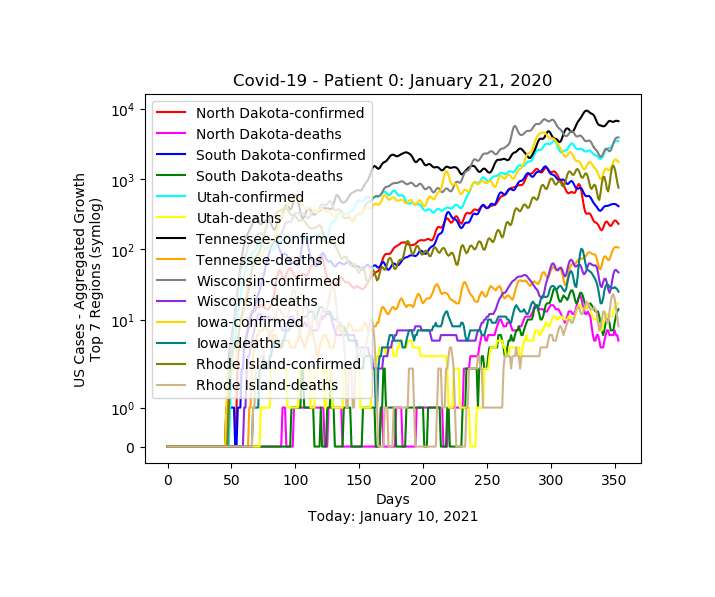 Covid-19 - Patient 0: January 21, 2020
US Cases - Aggregated Growth
Top 7 Regions (symlog)
10^4
10^3
10^2
10^1
10^0
0
North Dakota-confirmed
North Dakota-deaths
South Dakota-confirmed
South Dakota-deaths
Utah-confirmed
Utah-deaths
Tennessee-confirmed
Tennessee-deaths
Wisconsin-confirmed
Wisconsin-deaths
Iowa-confirmed
Iowa-deaths
Rhode Island-confirmed
Rhode Island-deaths
0 50 100 150 200 250 300 350
Days
Today: January 10, 2021